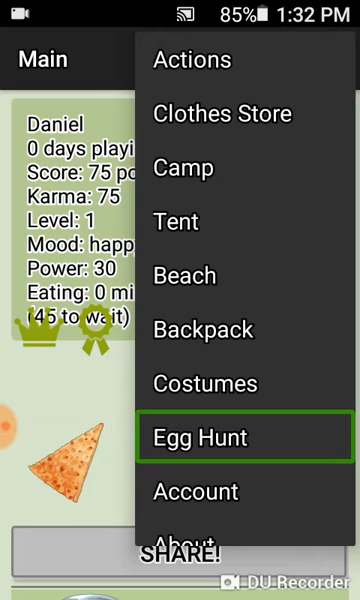 85% 1:32 PM
Main
Daniel
0 days playi
Score: 75 po
Karma: 75
Level: 1
Mood: happ
Power: 30
Eating: 0 mi
(45 to wait)
Actions
Clothes Store
Camp
Tent
Beach
Backpack
Costumes
Egg Hunt
Account
About
SHARE!
DU Recorder